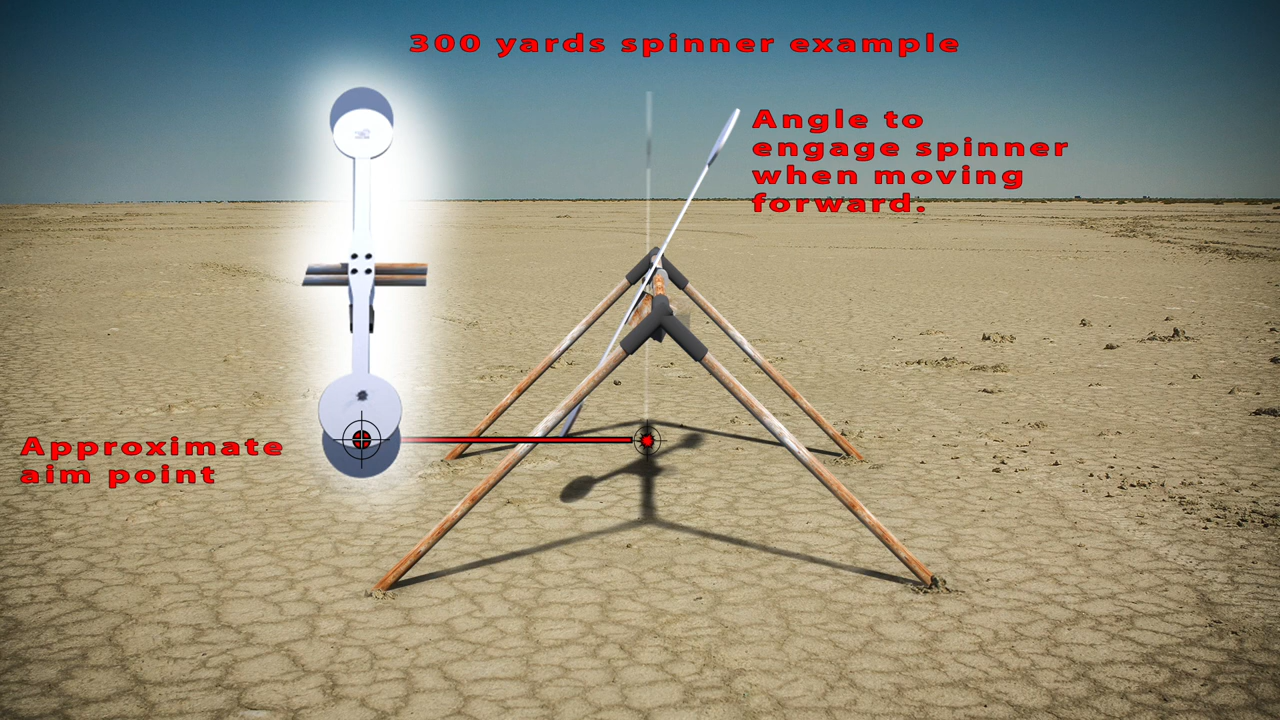 300 yards spinner example
Angle to
engage spinner
when moving
forward.
Approximate
aim point